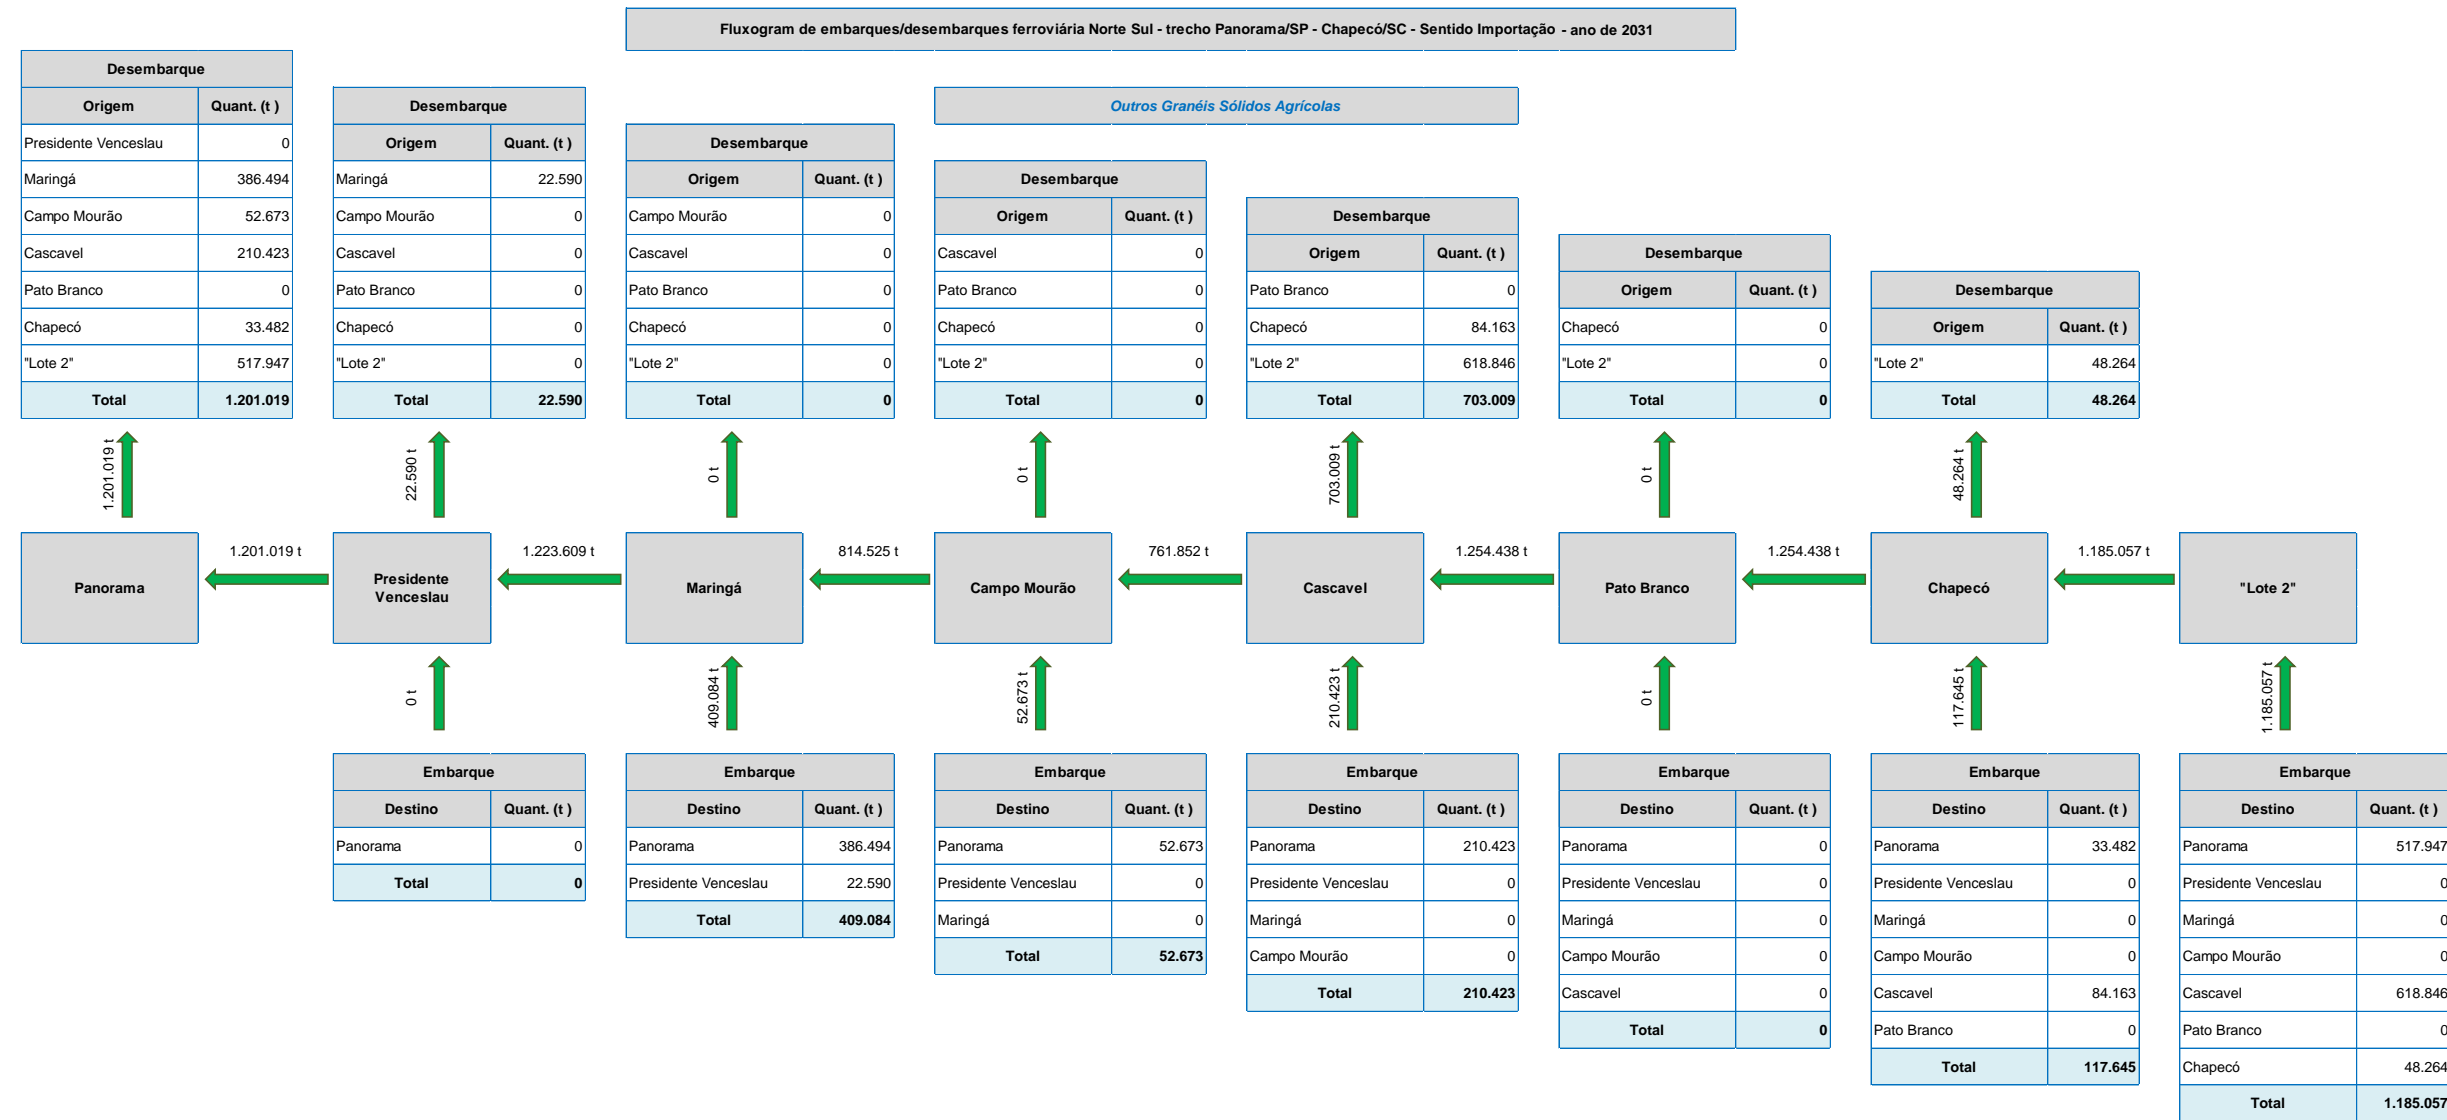 Fluxogram de embarques/desembarques ferroviária Norte Sul - trecho Panorama/SP - Chapecó/SC - Sentido Importação - ano de 2031
Outros Granéis Sólidos Agrícolas
Desembarque
Origem Quant. (t )
Presidente Venceslau 0
Maringá 386.494
Campo Mourão 52.673
Cascavel 210.423
Pato Branco 0
Chapecó 33.482
"Lote 2" 517.947
Total 1.201.019
Desembarque
Origem Quant. (t )
Maringá 22.590
Campo Mourão 0
Cascavel 0
Pato Branco 0
Chapecó 0
"Lote 2" 0
Total 22.590
Desembarque
Origem Quant. (t )
Campo Mourão 0
Cascavel 0
Pato Branco 0
Chapecó 0
"Lote 2" 0
Total 0
Desembarque
Origem Quant. (t )
Cascavel 0
Pato Branco 0
Chapecó 0
"Lote 2" 0
Total 0
Desembarque
Origem Quant. (t )
Pato Branco 0
Chapecó 84.163
"Lote 2" 618.846
Total 703.009
Desembarque
Origem Quant. (t )
Chapecó 0
"Lote 2" 0
Total 0
Desembarque
Origem Quant. (t )
"Lote 2" 48.264
Total 48.264
1.201.019 t
22.590 t
0 t
0 t
703.009 t
0 t
48.264 t
Panorama
1.201.019 t
Presidente
Venceslau
1.223.609 t
Maringá
814.525 t
Campo Mourão
761.852 t
Cascavel
1.254.438 t
Pato Branco
1.254.438 t
Chapecó
1.185.057 t
"Lote 2"
0 t
409.084 t
52.673 t
210.423 t
0 t
117.645 t
1.185.057 t
Embarque
Destino Quant. (t )
Panorama 0
Total 0
Embarque
Destino Quant. (t )
Panorama 386.494
Presidente Venceslau 22.590
Total 409.084
Embarque
Destino Quant. (t )
Panorama 52.673
Presidente Venceslau 0
Maringá 0
Total 52.673
Embarque
Destino Quant. (t )
Panorama 210.423
Presidente Venceslau 0
Maringá 0
Campo Mourão 0
Total 210.423
Embarque
Destino Quant. (t )
Panorama 0
Presidente Venceslau 0
Maringá 0
Campo Mourão 0
Cascavel 0
Total 0
Embarque
Destino Quant. (t )
Panorama 33.482
Presidente Venceslau 0
Maringá 0
Campo Mourão 0
Cascavel 84.163
Pato Branco 0
Total 117.645
Embarque
Destino Quant. (t )
Panorama 517.947
Presidente Venceslau 0
Maringá 0
Campo Mourão 0
Cascavel 618.846
Pato Branco 0
Chapecó 48.264
Total 1.185.057